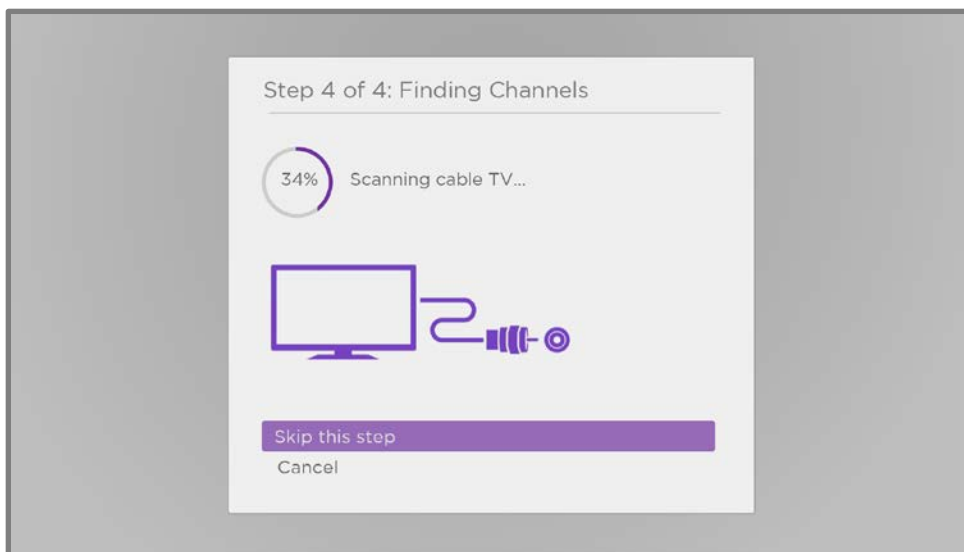 Step 4 of 4: Finding Channels
34% Scanning cable TV...
Skip this step
Cancel